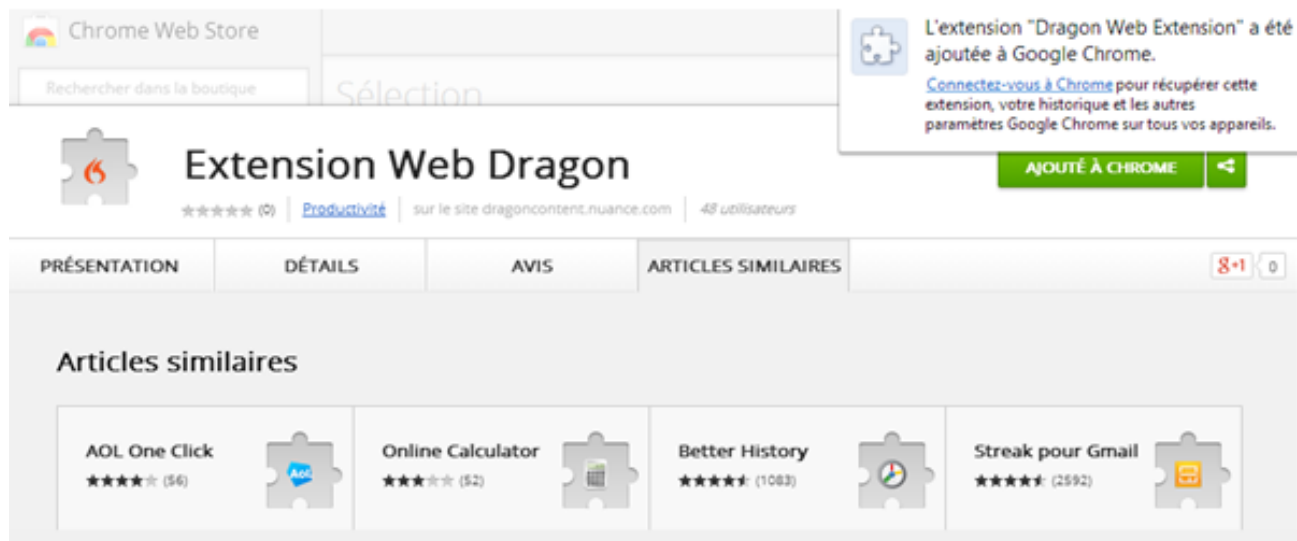 Chrome Web Store
Rechercher dans la boutique
Sélection
L'extension "Dragon Web Extension" a été
ajoutée à Google Chrome.
Connectez-vous à Chrome pour récupérer cette
extension, votre historique et les autres
paramètres Google Chrome sur tous vos appareils.
Extension Web Dragon
AJOUTÉ À CHROME
(0) Productivité sur le site dragoncontent.nuance.com 48 utilisateurs
PRÉSENTATION DÉTAILS AVIS ARTICLES SIMILAIRES
g+1 0
Articles similaires
AOL One Click
(56)
Aol
Online Calculator
(52)
Better History
(1083)
Streak pour Gmail
(2592)